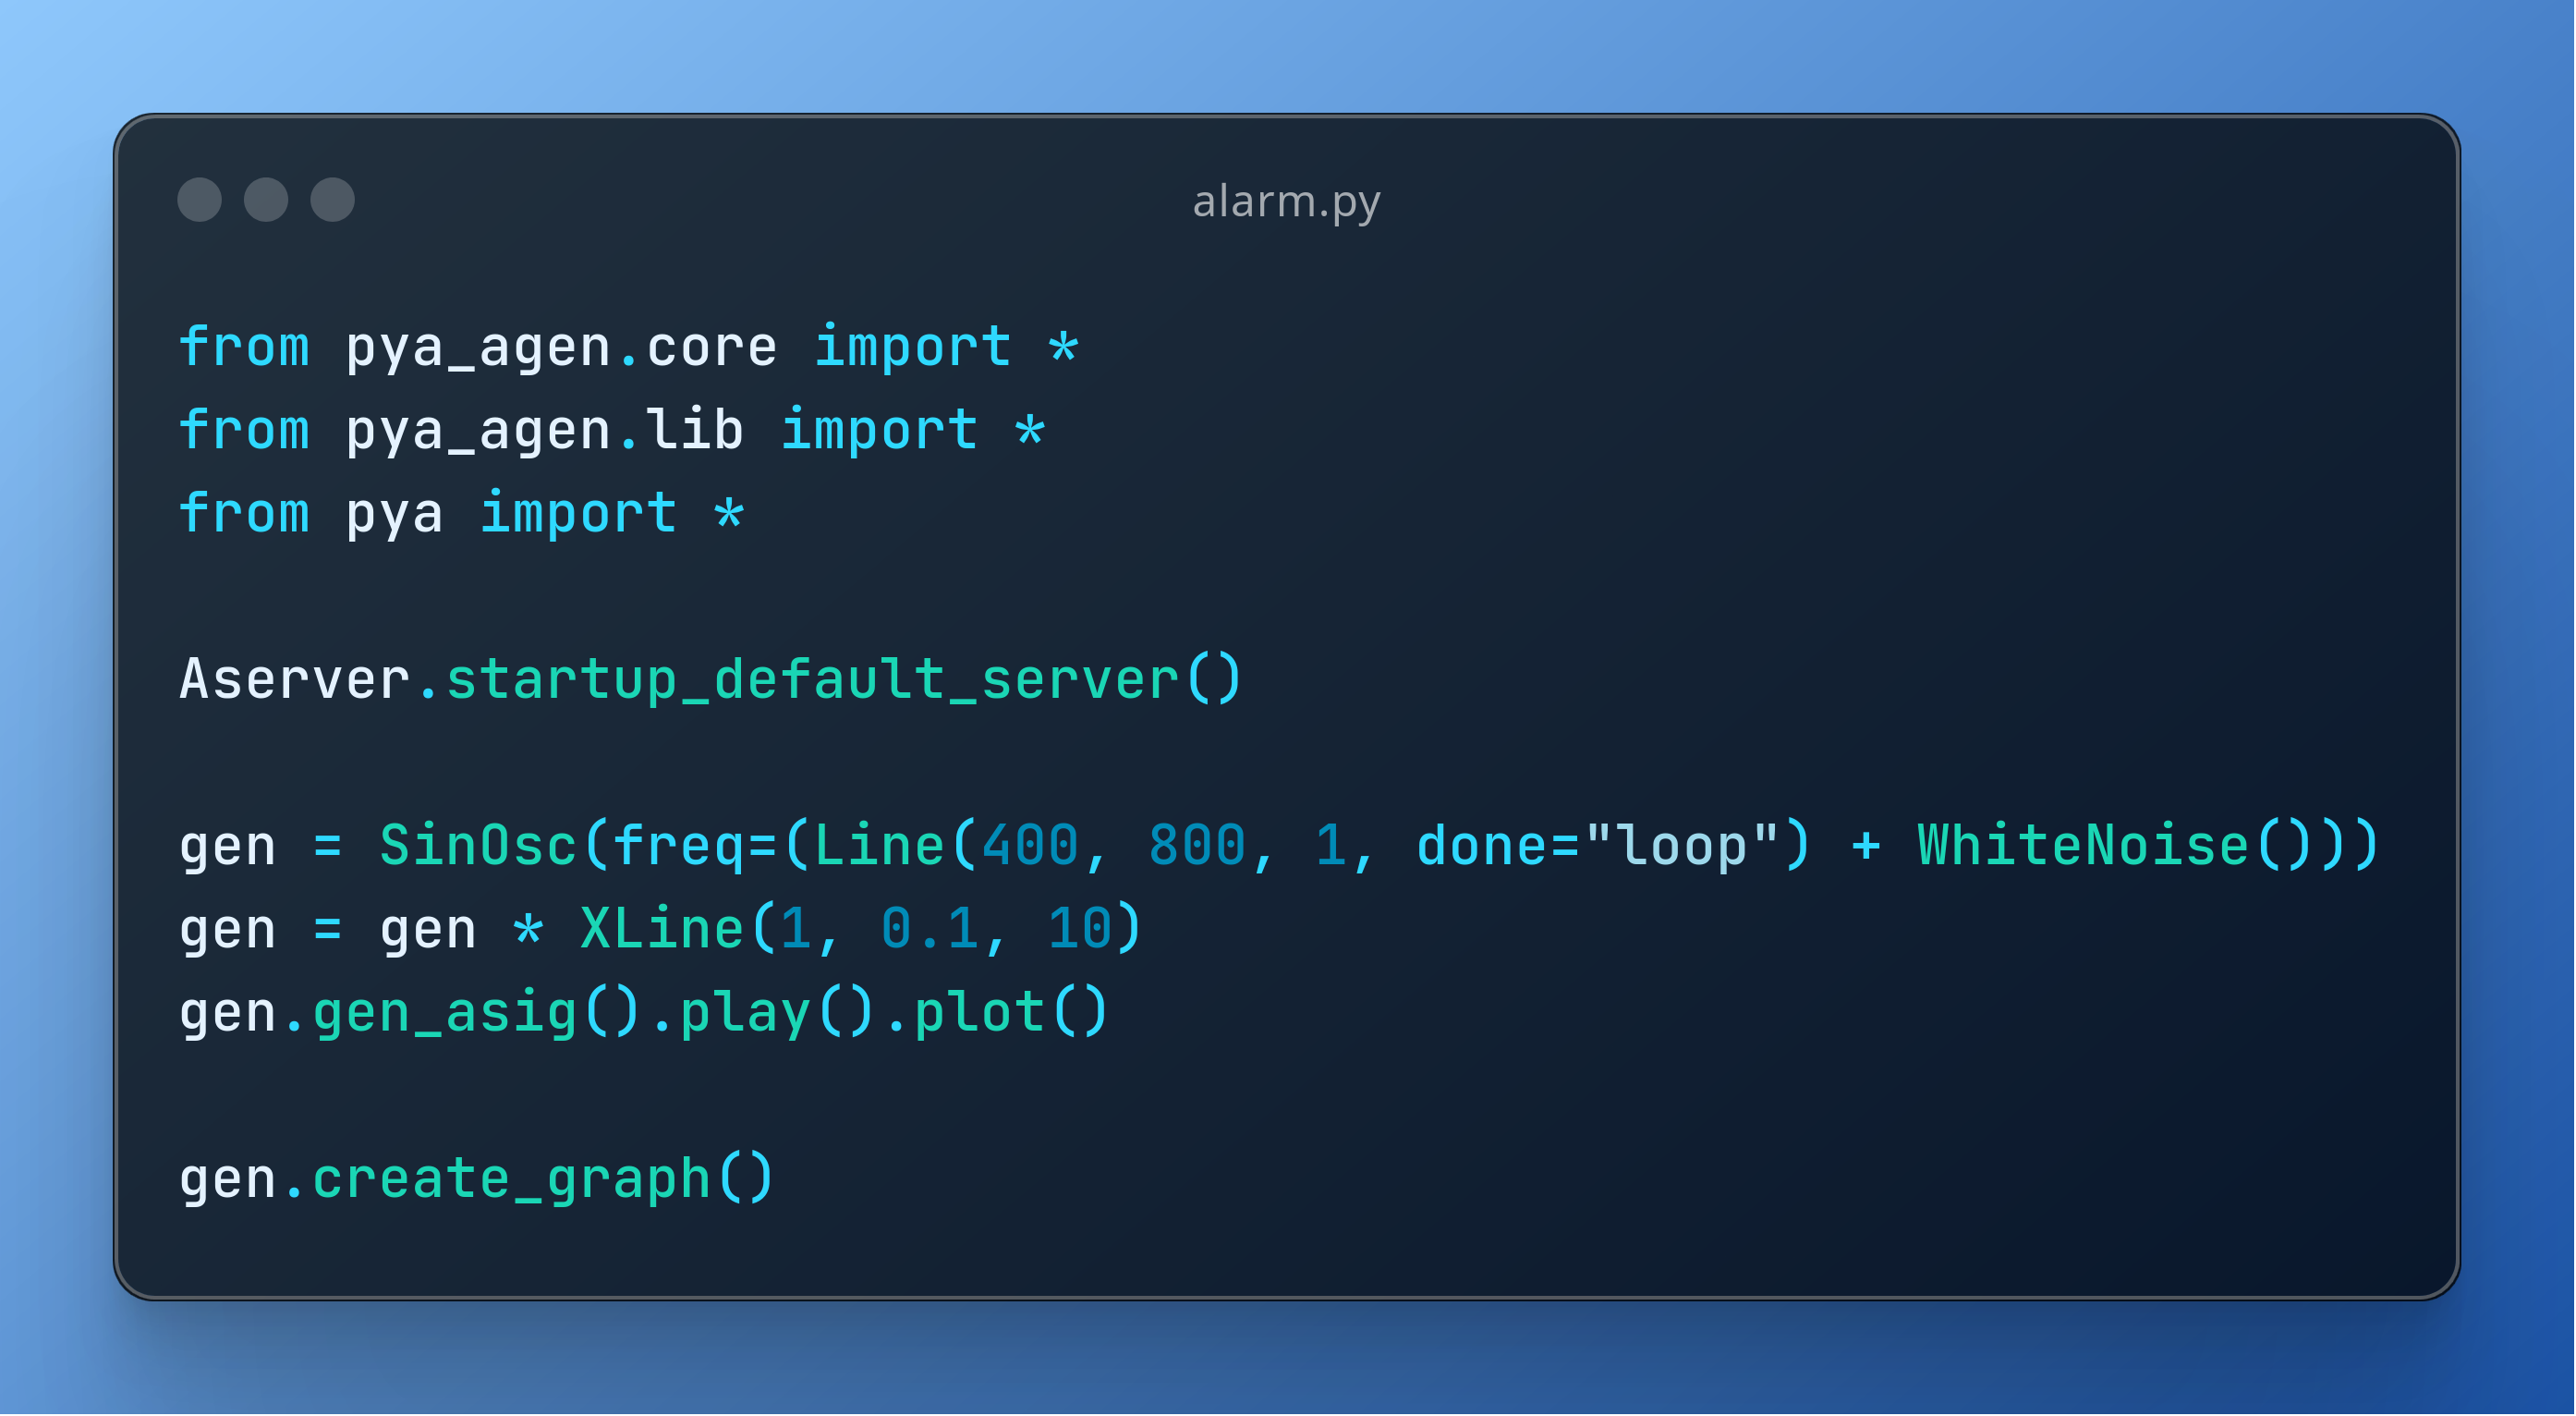 alarm.py
from pya_agen.core import *
from pya_agen.lib import *
from pya import *
Aserver.startup_default_server()
gen = SinOsc(freq=(Line(400, 800, 1, done="loop") + WhiteNoise()))
gen = gen * XLine(1, 0.1, 10)
gen.gen_asig().play().plot()
gen.create_graph()